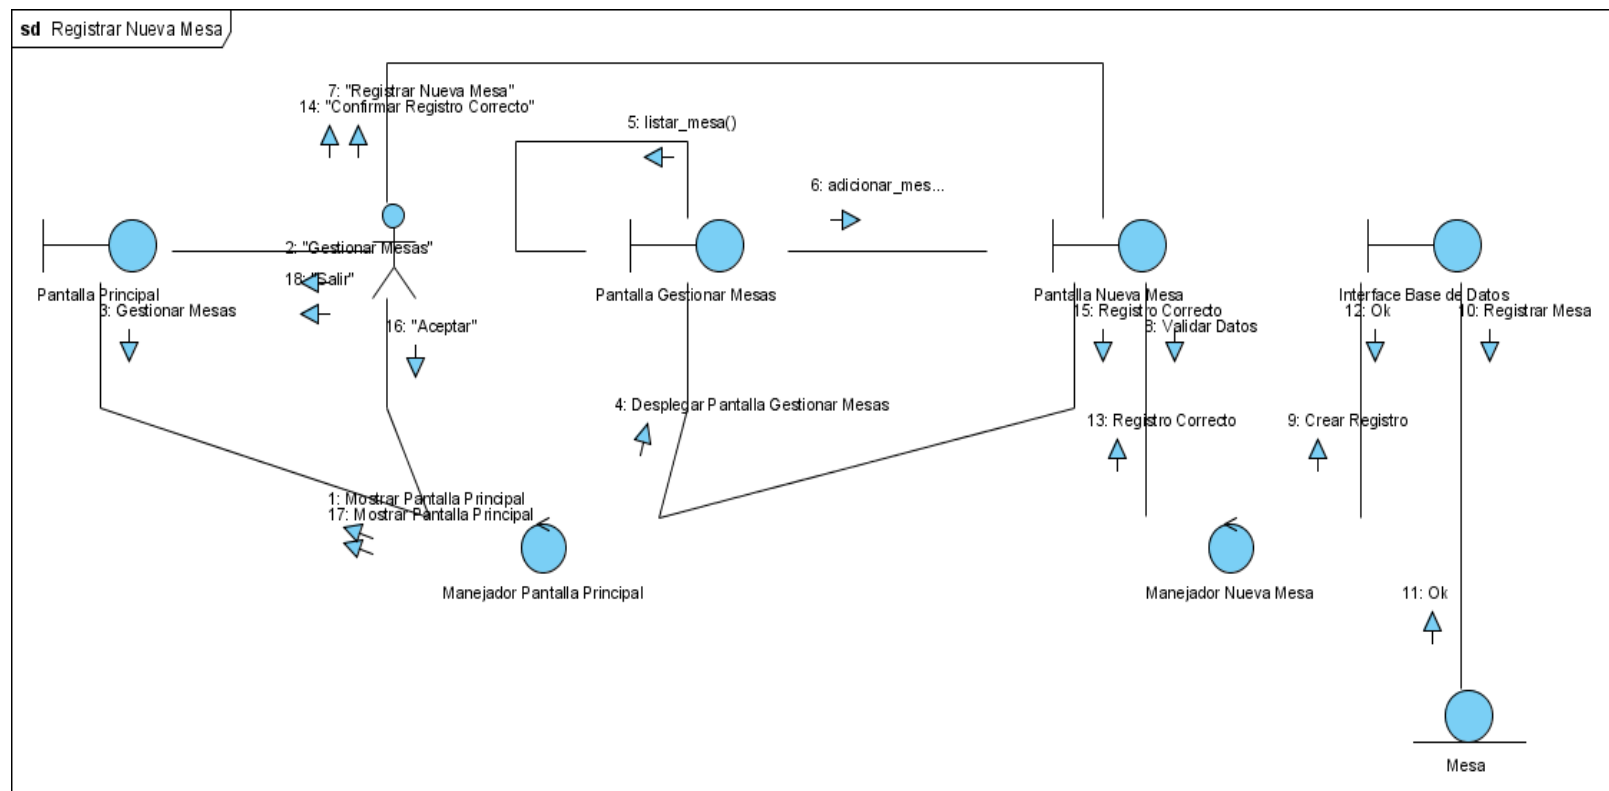 sd Registrar Nueva Mesa
7: "Registrar Nueva Mesa"
14: "Confirmar Registro Correcto"
5: listar_mesa()
6: adicionar_mes...
2: "Gestionar Mesas"
18: "Salir"
Pantalla Principal
3: Gestionar Mesas
16: "Aceptar"
Pantalla Gestionar Mesas
Pantalla Nueva Mesa
15: Registro Correcto
8: Validar Datos
Interface Base de Datos
12: Ok
10: Registrar Mesa
4: Desplegar Pantalla Gestionar Mesas
13: Registro Correcto
9: Crear Registro
1: Mostrar Pantalla Principal
17: Mostrar Pantalla Principal
Manejador Pantalla Principal
Manejador Nueva Mesa
11: Ok
Mesa